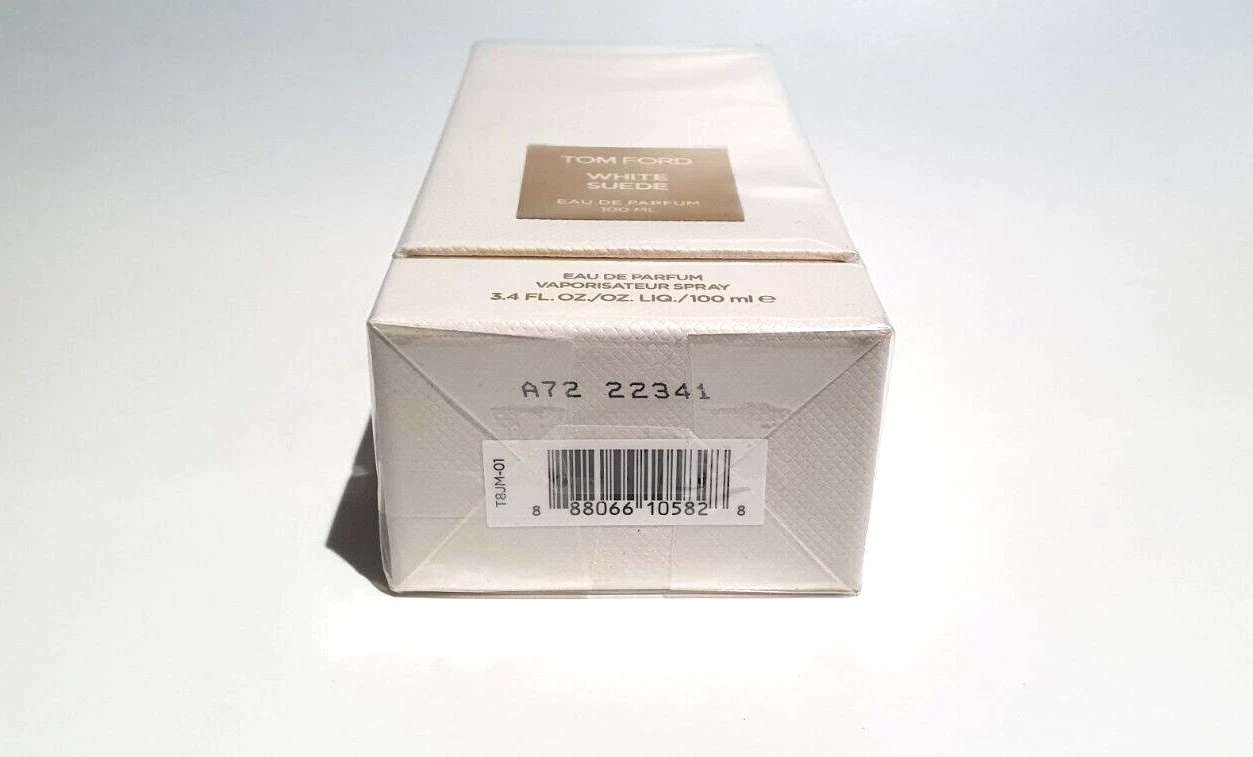 TOM FORD
WHITE
SUEDE
EAU DE PARFUM
100 ML
EAU DE PARFUM
VAPORISATEUR SPRAY
3.4 FL. OZ./OZ. LIQ./100 ml ℮
A72 22341
T8JM-01
8 88066 10582 8